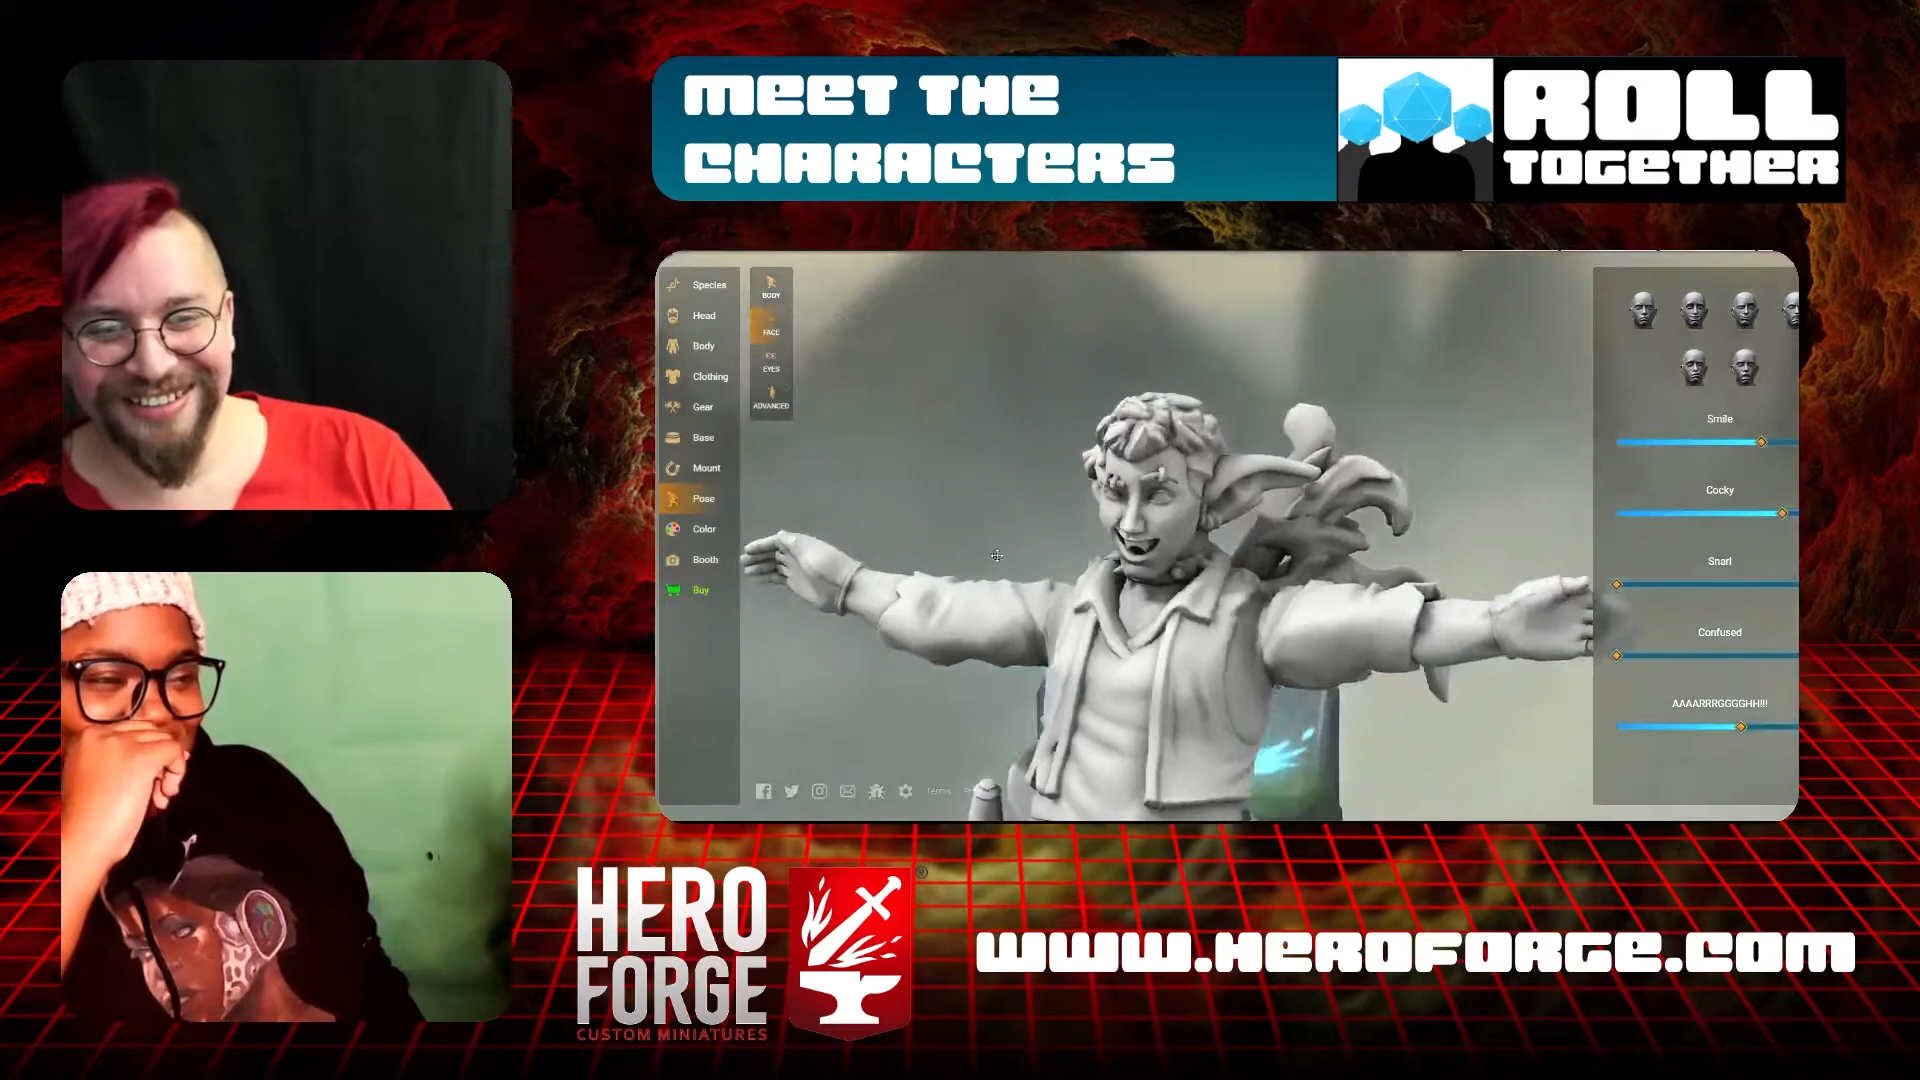 MEET THE
CHARACTERS
ROLL
TOGETHER
Species
Head
Body
Clothing
Gear
Base
Mount
Pose
Color
Booth
Buy
BODY
FACE
EYES
ADVANCED
Smile
Cocky
Snarl
Confused
AAAARRRGGGGHH!!!
Terms
HERO
FORGE
®
CUSTOM MINIATURES
WWW.HEROFORGE.COM